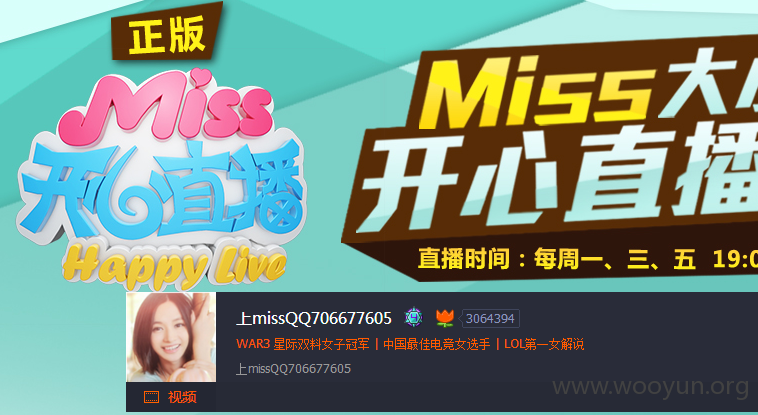 正版
Miss
开心直播
Happy Live
Miss大
开心直播
直播时间：每周一、三、五 19:0
上missQQ706677605
3064394
WAR3 星际双料女子冠军 | 中国最佳电竞女选手 | LOL第一女解说
上missQQ706677605
视频
www.wooyun.org